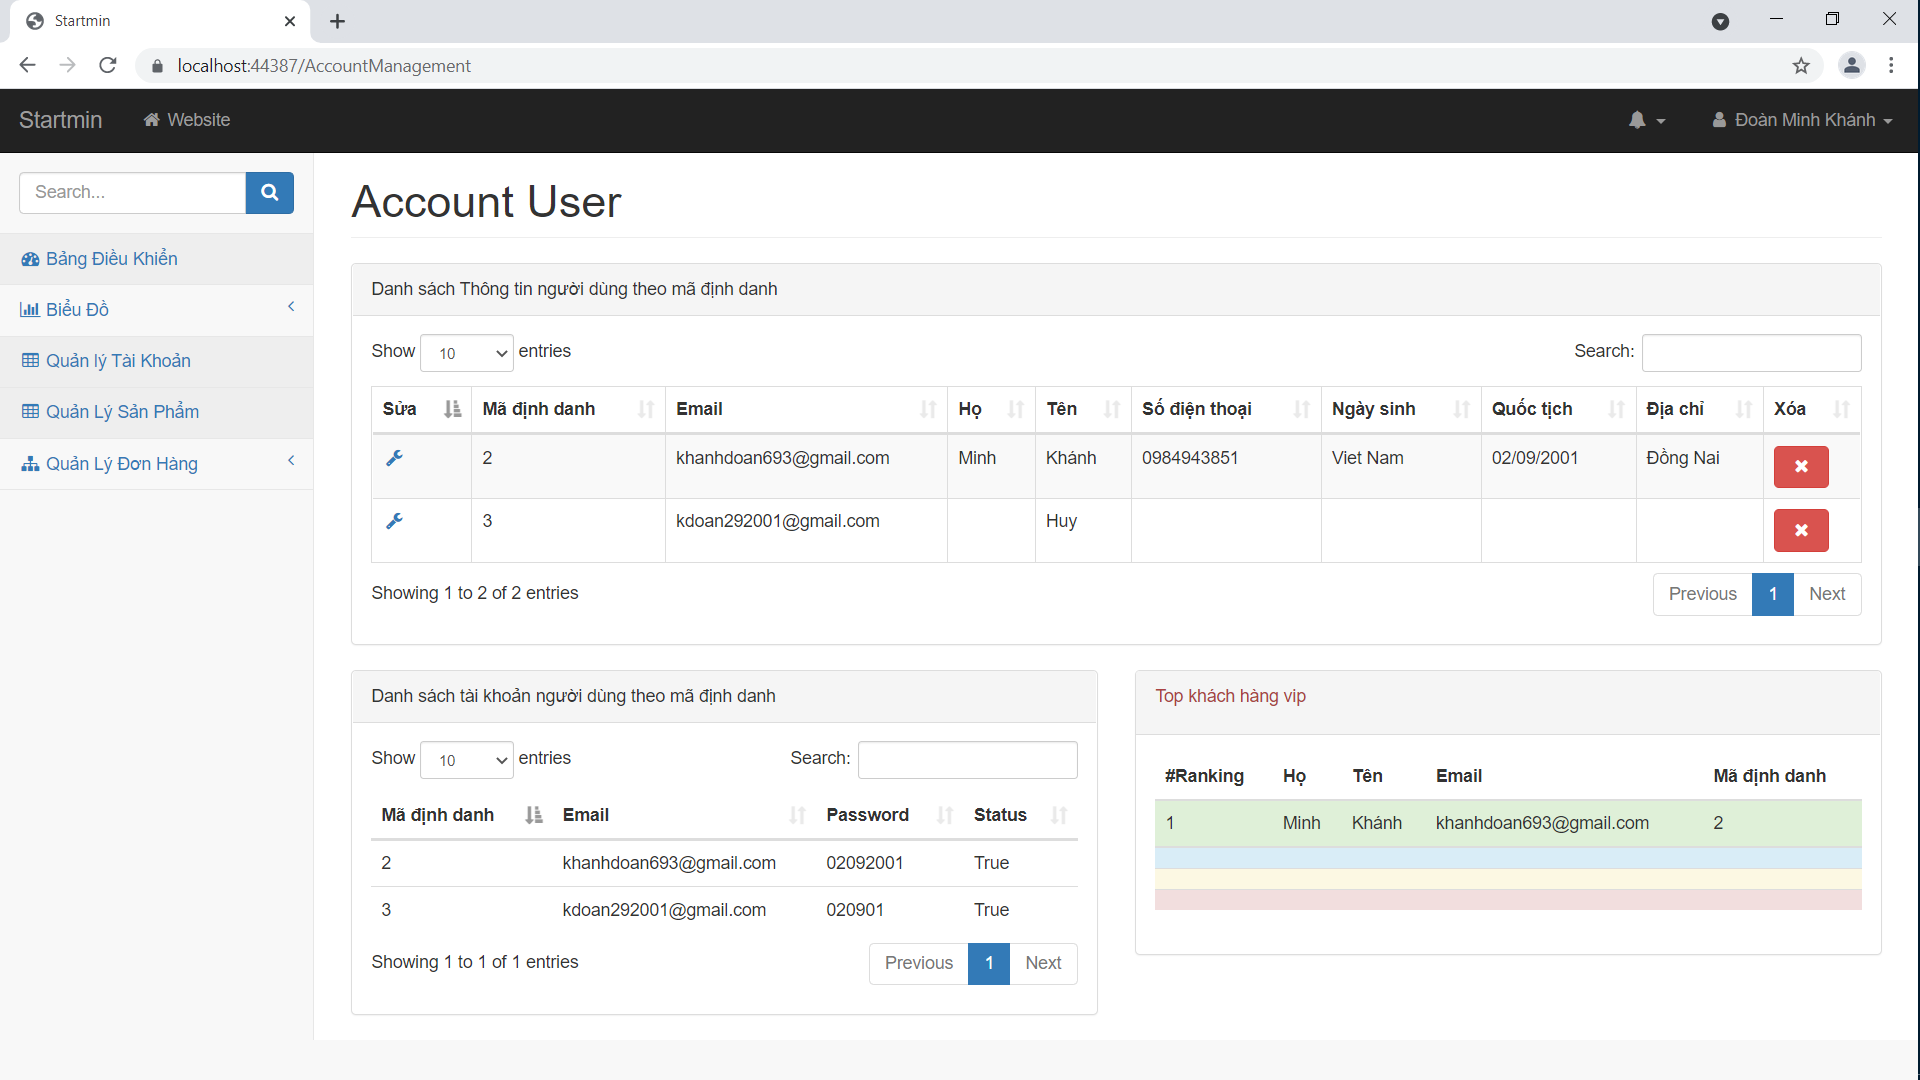 Startmin
localhost:44387/AccountManagement
Startmin Website Đoàn Minh Khánh
Search...
Bảng Điều Khiển
Biểu Đồ
Quản lý Tài Khoản
Quản Lý Sản Phẩm
Quản Lý Đơn Hàng
Account User
Danh sách Thông tin người dùng theo mã định danh
Show 10 entries Search:
Sửa Mã định danh Email Họ Tên Số điện thoại Ngày sinh Quốc tịch Địa chỉ Xóa
2 khanhdoan693@gmail.com Minh Khánh 0984943851 Viet Nam 02/09/2001 Đồng Nai
3 kdoan292001@gmail.com Huy
Showing 1 to 2 of 2 entries Previous 1 Next
Danh sách tài khoản người dùng theo mã định danh
Show 10 entries Search:
Mã định danh Email Password Status
2 khanhdoan693@gmail.com 02092001 True
3 kdoan292001@gmail.com 020901 True
Showing 1 to 1 of 1 entries Previous 1 Next
Top khách hàng vip
#Ranking Họ Tên Email Mã định danh
1 Minh Khánh khanhdoan693@gmail.com 2